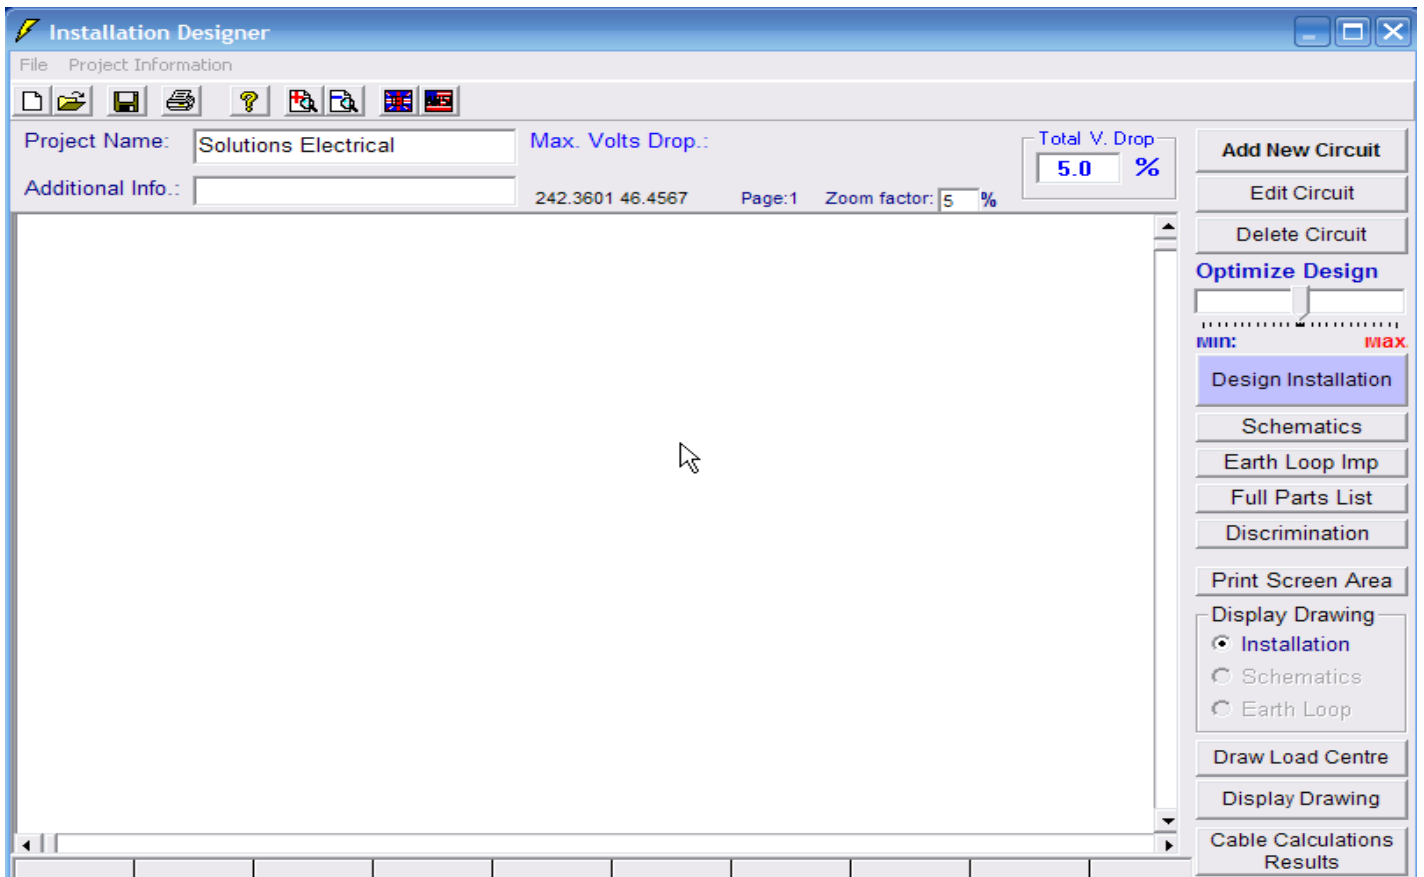 Installation Designer
File Project Information
Project Name: Solutions Electrical
Max. Volts Drop.:
Total V. Drop
5.0 %
Additional Info.:
242.3601 46.4567 Page:1 Zoom factor: 5 %
Add New Circuit
Edit Circuit
Delete Circuit
Optimize Design
Min: Max.
Design Installation
Schematics
Earth Loop Imp
Full Parts List
Discrimination
Print Screen Area
Display Drawing
Installation
Schematics
Earth Loop
Draw Load Centre
Display Drawing
Cable Calculations
Results